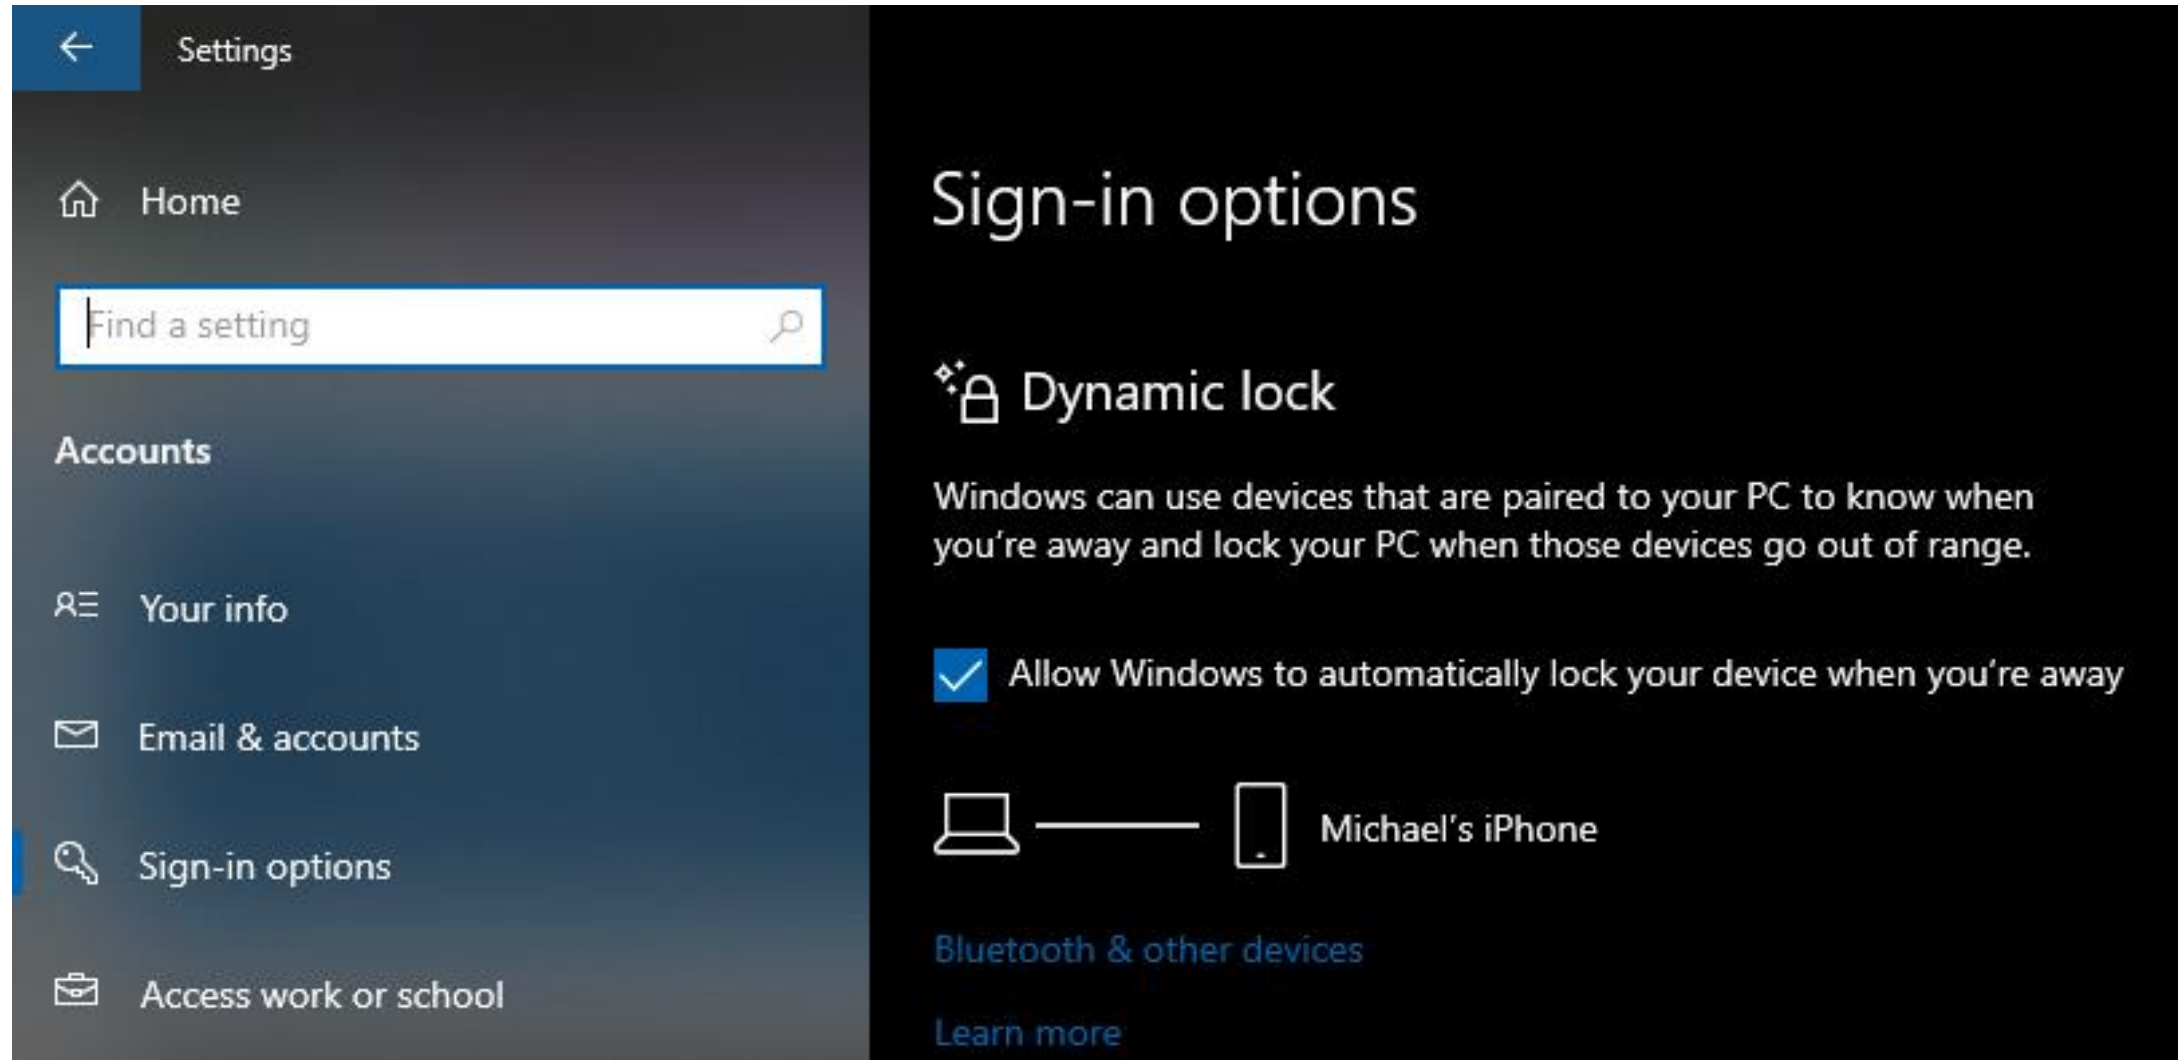 Settings
Home
Find a setting
Accounts
Your info
Email & accounts
Sign-in options
Access work or school
Sign-in options
Dynamic lock
Windows can use devices that are paired to your PC to know when
you're away and lock your PC when those devices go out of range.
Allow Windows to automatically lock your device when you're away
Michael's iPhone
Bluetooth & other devices
Learn more